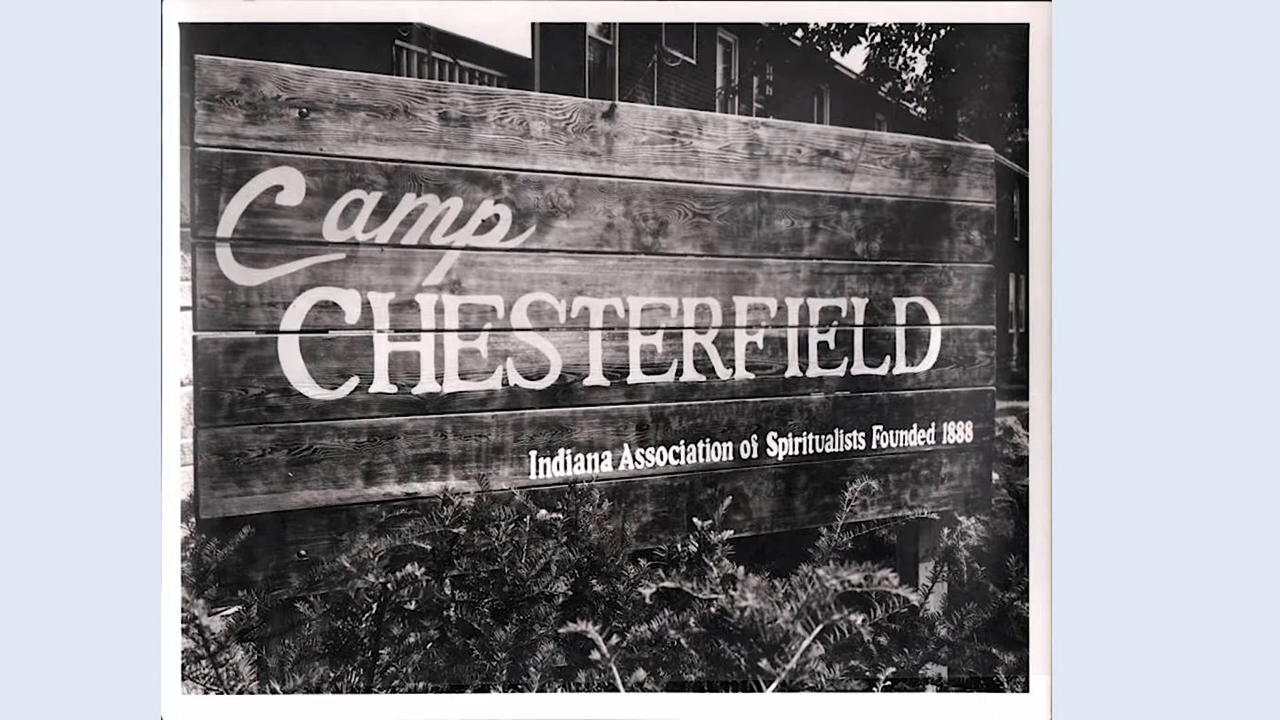 Camp
CHESTERFIELD
Indiana Association of Spiritualists Founded 1888